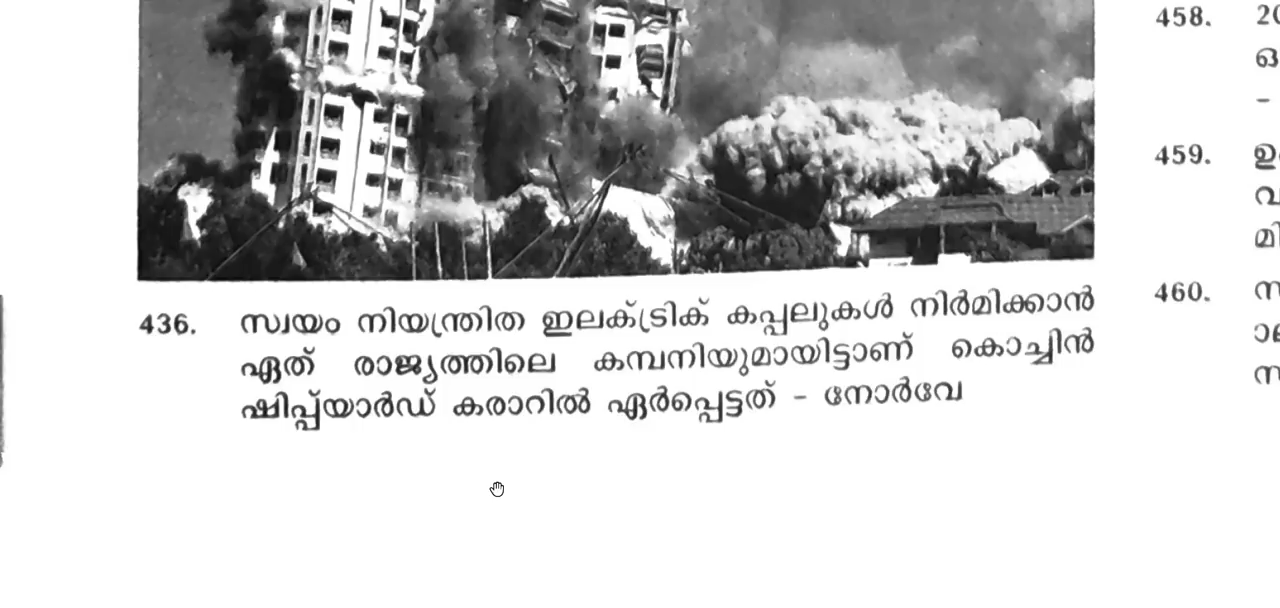 436. സ്വയം നിയന്ത്രിത ഇലക്ട്രിക് കപ്പലുകൾ നിർമിക്കാൻ
ഏത് രാജ്യത്തിലെ കമ്പനിയുമായിട്ടാണ് കൊച്ചിൻ
ഷിപ്പ്‌യാർഡ് കരാറിൽ ഏർപ്പെട്ടത് - നോർവേ
458.
-
459.
460.